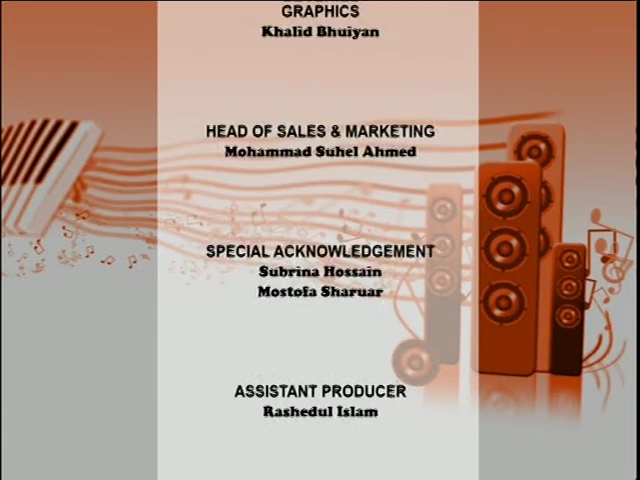 GRAPHICS
Khalid Bhuiyan
HEAD OF SALES & MARKETING
Mohammad Suhel Ahmed
SPECIAL ACKNOWLEDGEMENT
Subrina Hossain
Mostofa Sharuar
ASSISTANT PRODUCER
Rashedul Islam